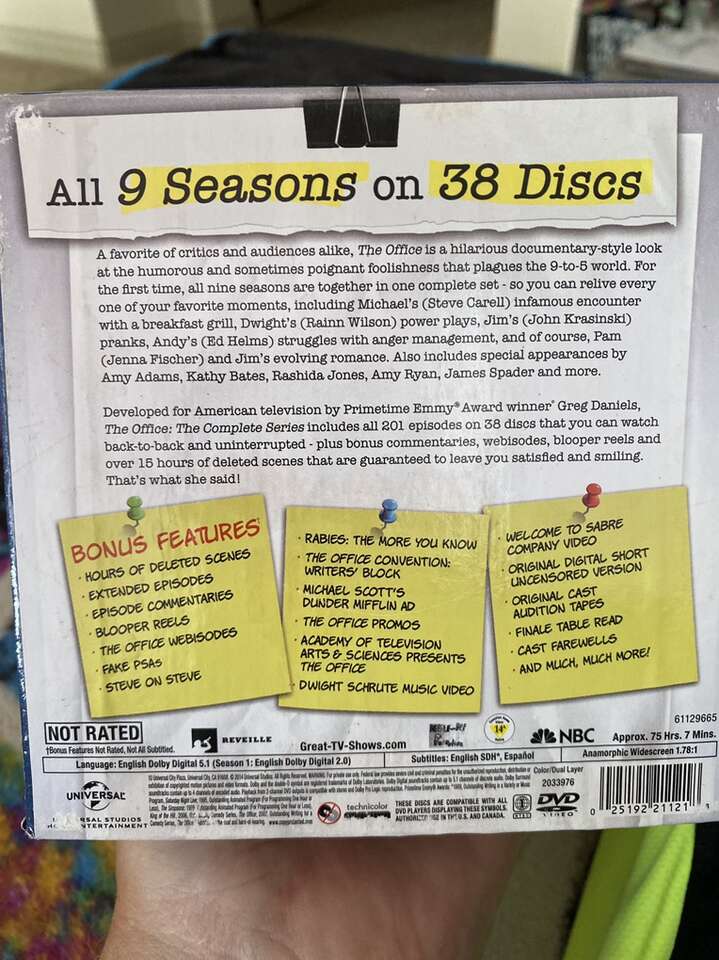 All 9 Seasons on 38 Discs
A favorite of critics and audiences alike, The Office is a hilarious documentary-style look
at the humorous and sometimes poignant foolishness that plagues the 9-to-5 world. For
the first time, all nine seasons are together in one complete set - so you can relive every
one of your favorite moments, including Michael's (Steve Carell) infamous encounter
with a breakfast grill, Dwight's (Rainn Wilson) power plays, Jim's (John Krasinski)
pranks, Andy's (Ed Helms) struggles with anger management, and of course, Pam
(Jenna Fischer) and Jim's evolving romance. Also includes special appearances by
Amy Adams, Kathy Bates, Rashida Jones, Amy Ryan, James Spader and more.
Developed for American television by Primetime Emmy® Award winner* Greg Daniels,
The Office: The Complete Series includes all 201 episodes on 38 discs that you can watch
back-to-back and uninterrupted - plus bonus commentaries, webisodes, blooper reels and
over 15 hours of deleted scenes that are guaranteed to leave you satisfied and smiling.
That's what she said!
BONUS FEATURES†
· HOURS OF DELETED SCENES
· EXTENDED EPISODES
· EPISODE COMMENTARIES
· BLOOPER REELS
· THE OFFICE WEBISODES
· FAKE PSAS
· STEVE ON STEVE
· RABIES: THE MORE YOU KNOW
· THE OFFICE CONVENTION:
WRITERS' BLOCK
· MICHAEL SCOTT'S
DUNDER MIFFLIN AD
· THE OFFICE PROMOS
· ACADEMY OF TELEVISION
ARTS & SCIENCES PRESENTS
THE OFFICE
· DWIGHT SCHRUTE MUSIC VIDEO
· WELCOME TO SABRE
COMPANY VIDEO
· ORIGINAL DIGITAL SHORT
UNCENSORED VERSION
· ORIGINAL CAST
AUDITION TAPES
· FINALE TABLE READ
· CAST FAREWELLS
· AND MUCH, MUCH MORE!
NOT RATED
†Bonus Features Not Rated, Not All Subtitled.
REVEILLE
Great-TV-Shows.com
14
NBC
61129665
Approx. 75 Hrs. 7 Mins.
Language: English Dolby Digital 5.1 (Season 1: English Dolby Digital 2.0)
Subtitles: English SDH*, Español
Anamorphic Widescreen 1.78:1
UNIVERSAL
STUDIOS
ENTERTAINMENT
technicolor
THESE DISCS ARE COMPATIBLE WITH ALL
DVD PLAYERS DISPLAYING THESE SYMBOLS.
IN THE U.S. AND CANADA.
Color/Dual Layer
2033976
DVD
VIDEO
0 25192 21121 1